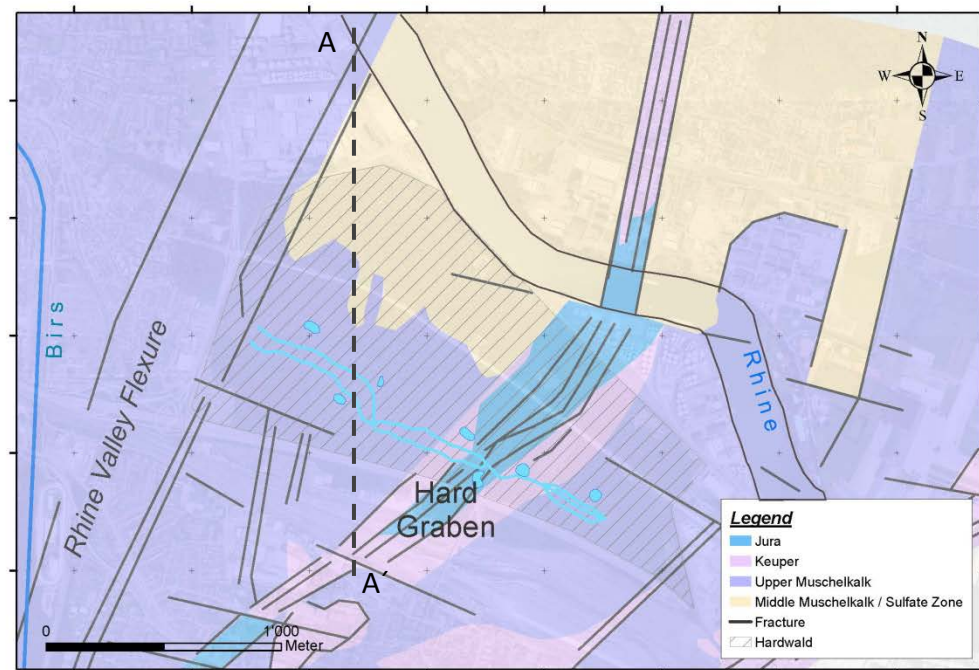 A
N
W E
S
Birs
Rhine Valley Flexure
Rhine
Hard
Graben
A´
Legend
Jura
Keuper
Upper Muschelkalk
Middle Muschelkalk / Sulfate Zone
Fracture
Hardwald
0 1'000
Meter